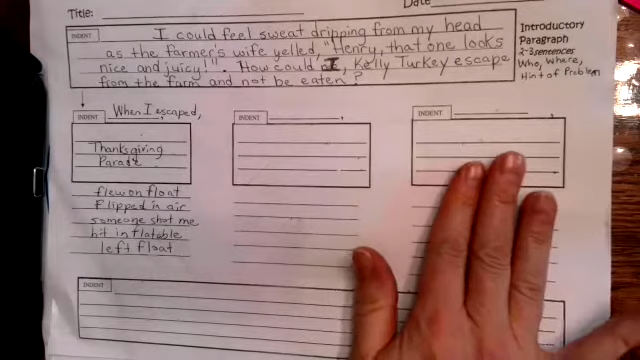 Title:
Date
INDENT
I could feel sweat dripping from my head
as the farmer's wife yelled, "Henry, that one looks
nice and juicy!". How could I, Kelly Turkey escape
from the farm and not be eaten?
Introductory
Paragraph
2-3 sentences
Who, Where,
Hint of Problem
INDENT
When I escaped,
Thanksgiving
Parade
flew on float
flipped in air
someone shot me
hit inflatable
left float
INDENT
,
INDENT
,
INDENT